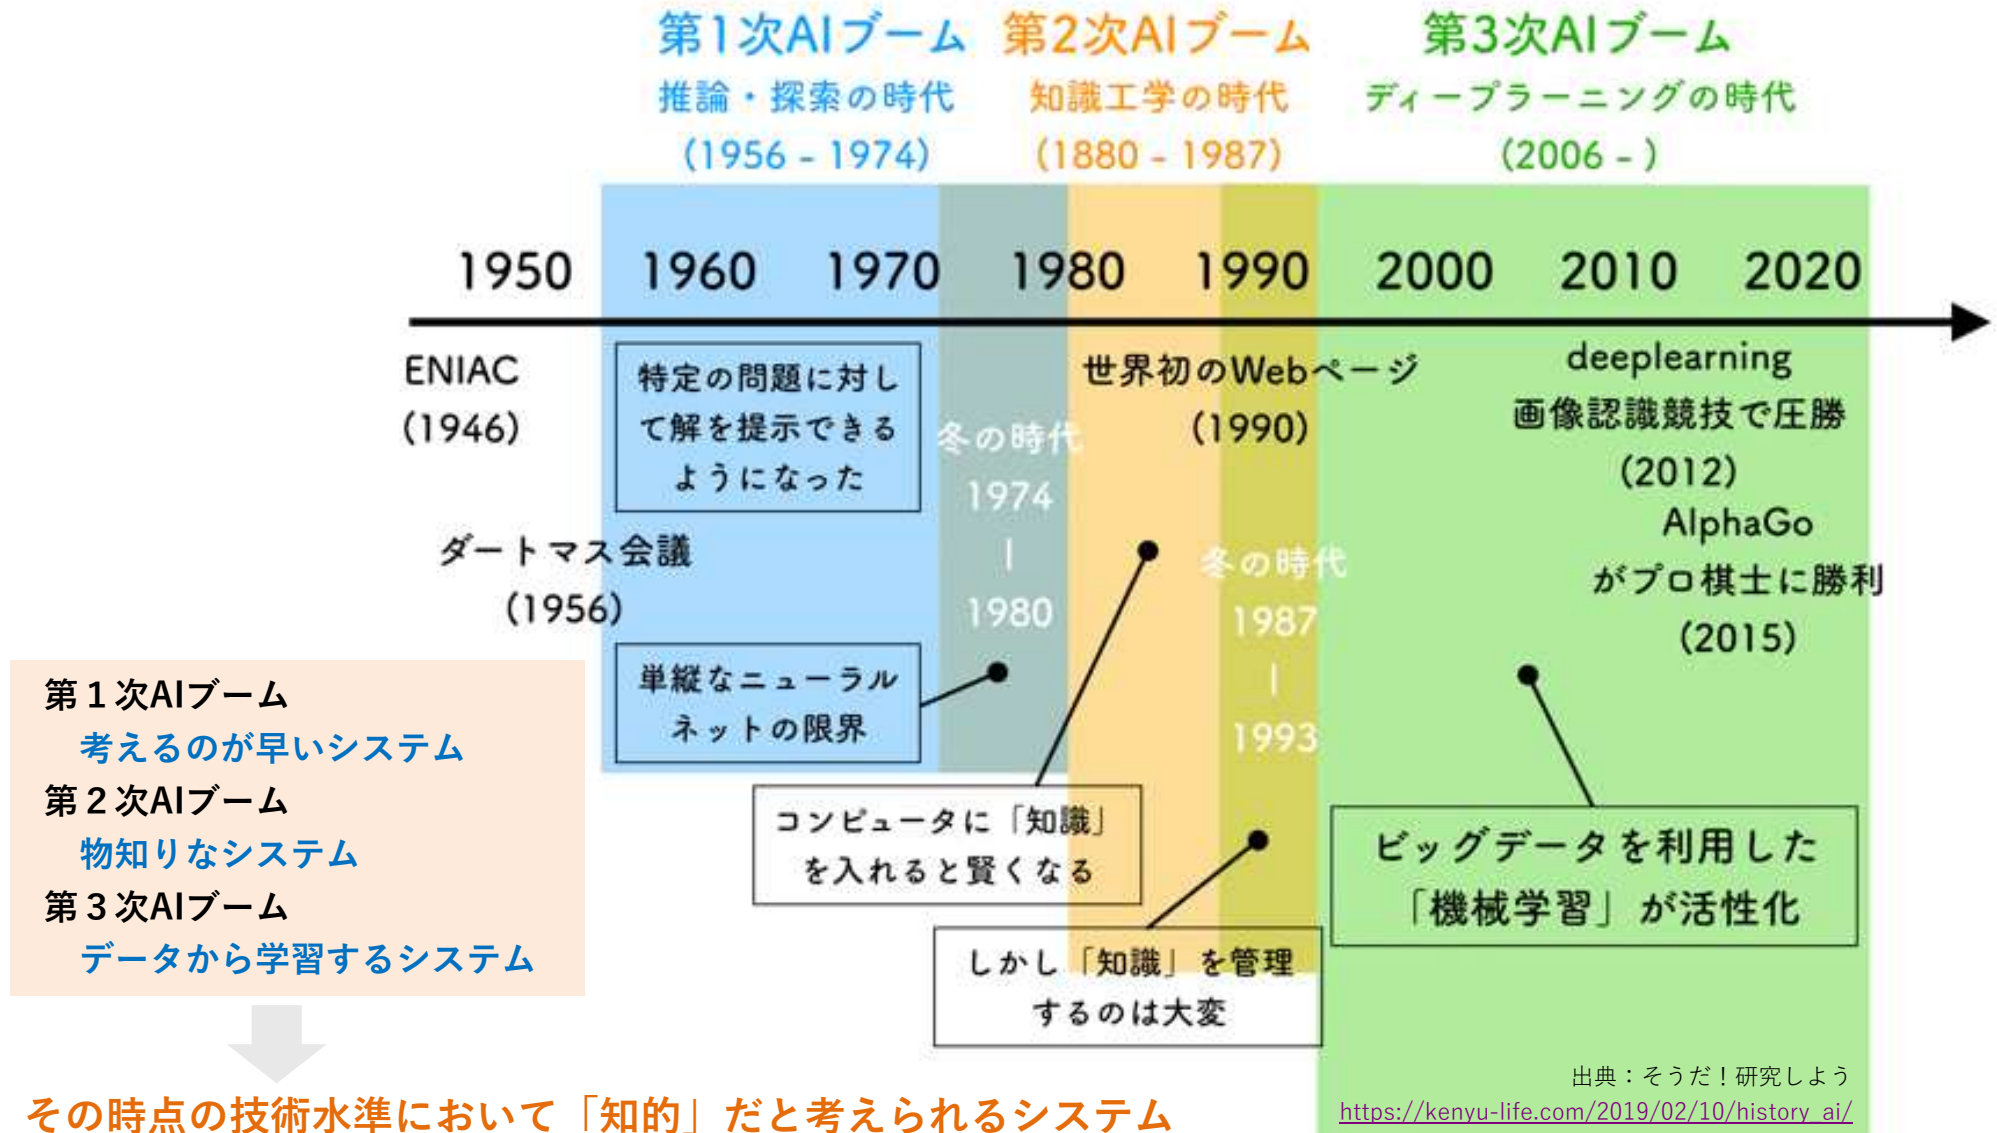 第1次AIブーム
推論・探索の時代
(1956 - 1974)
第2次AIブーム
知識工学の時代
(1880 - 1987)
第3次AIブーム
ディープラーニングの時代
(2006 - )
1950 1960 1970 1980 1990 2000 2010 2020
ENIAC
(1946)
ダートマス会議
(1956)
特定の問題に対し
て解を提示できる
ようになった
単縦なニューラル
ネットの限界
冬の時代
1974
|
1980
世界初のWebページ
(1990)
冬の時代
1987
|
1993
コンピュータに「知識」
を入れると賢くなる
しかし「知識」を管理
するのは大変
deeplearning
画像認識競技で圧勝
(2012)
AlphaGo
がプロ棋士に勝利
(2015)
ビッグデータを利用した
「機械学習」が活性化
第1次AIブーム
考えるのが早いシステム
第2次AIブーム
物知りなシステム
第3次AIブーム
データから学習するシステム
その時点の技術水準において「知的」だと考えられるシステム
出典：そうだ！研究しよう
https://kenyu-life.com/2019/02/10/history_ai/